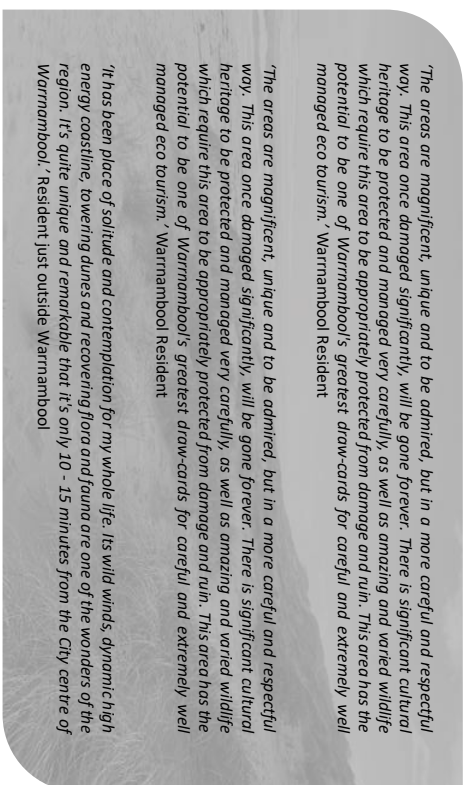 ‘The areas are magnificent, unique and to be admired, but in a more careful and respectful
way. This area once damaged significantly, will be gone forever. There is significant cultural
heritage to be protected and managed very carefully, as well as amazing and varied wildlife
which require this area to be appropriately protected from damage and ruin. This area has the
potential to be one of Warrnambool's greatest draw-cards for careful and extremely well
managed eco tourism.’ Warrnambool Resident
‘The areas are magnificent, unique and to be admired, but in a more careful and respectful
way. This area once damaged significantly, will be gone forever. There is significant cultural
heritage to be protected and managed very carefully, as well as amazing and varied wildlife
which require this area to be appropriately protected from damage and ruin. This area has the
potential to be one of Warrnambool's greatest draw-cards for careful and extremely well
managed eco tourism.’ Warrnambool Resident
‘It has been place of solitude and contemplation for my whole life. Its wild winds, dynamic high
energy coastline, towering dunes and recovering flora and fauna are one of the wonders of the
region. It's quite unique and remarkable that it's only 10 - 15 minutes from the City centre of
Warrnambool.’ Resident just outside Warrnambool